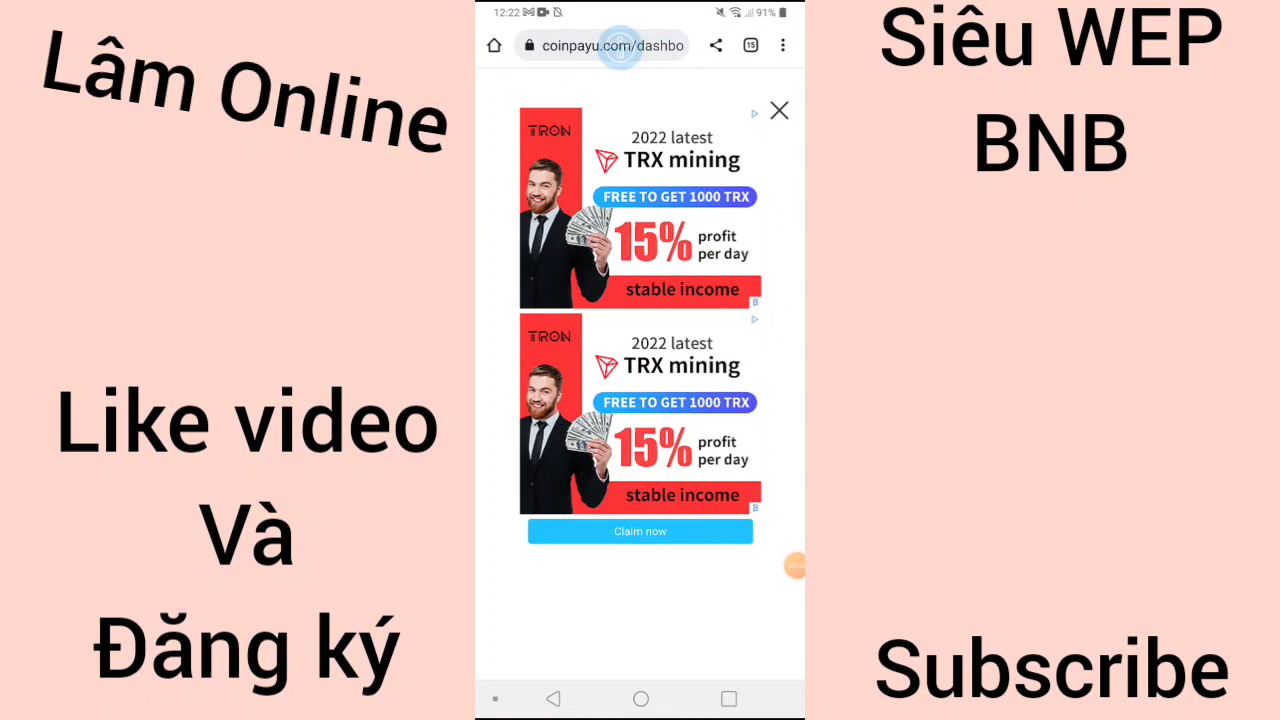 Lâm Online
Like video
Và
Đăng ký
12:22
91%
coinpayu.com/dashbo
15
TRON
2022 latest
TRX mining
FREE TO GET 1000 TRX
15% profit
per day
stable income
B
TRON
2022 latest
TRX mining
FREE TO GET 1000 TRX
15% profit
per day
stable income
B
Claim now
Siêu WEP
BNB
Subscribe